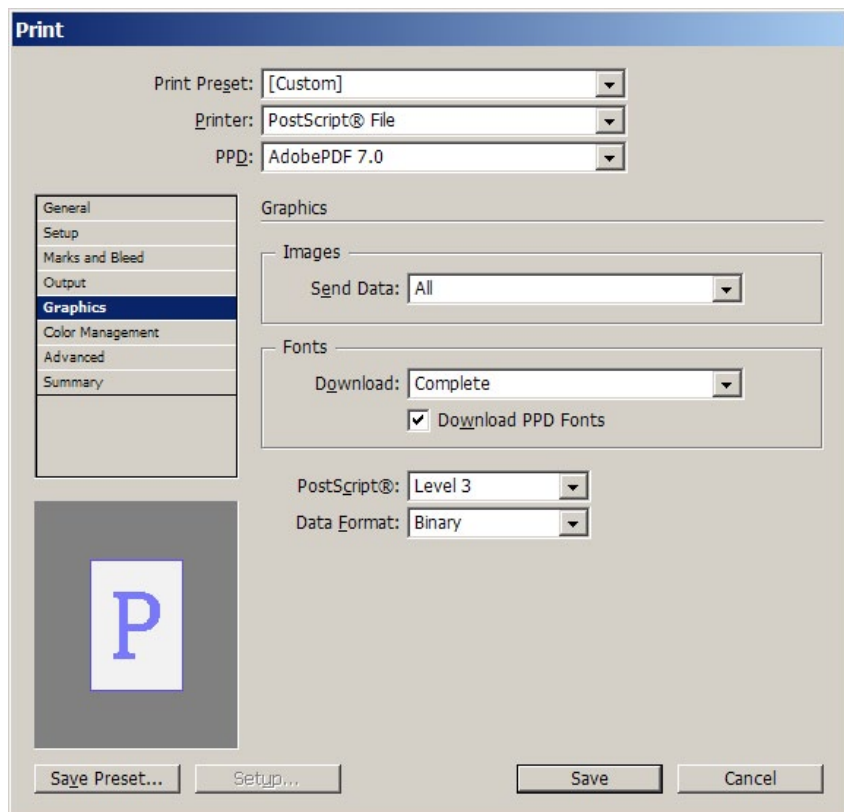 Print
Print Preset: [Custom]
Printer: PostScript® File
PPD: AdobePDF 7.0
General
Setup
Marks and Bleed
Output
Graphics
Color Management
Advanced
Summary
Graphics
Images
Send Data: All
Fonts
Download: Complete
Download PPD Fonts
PostScript®: Level 3
Data Format: Binary
P
Save Preset...
Setup...
Save
Cancel